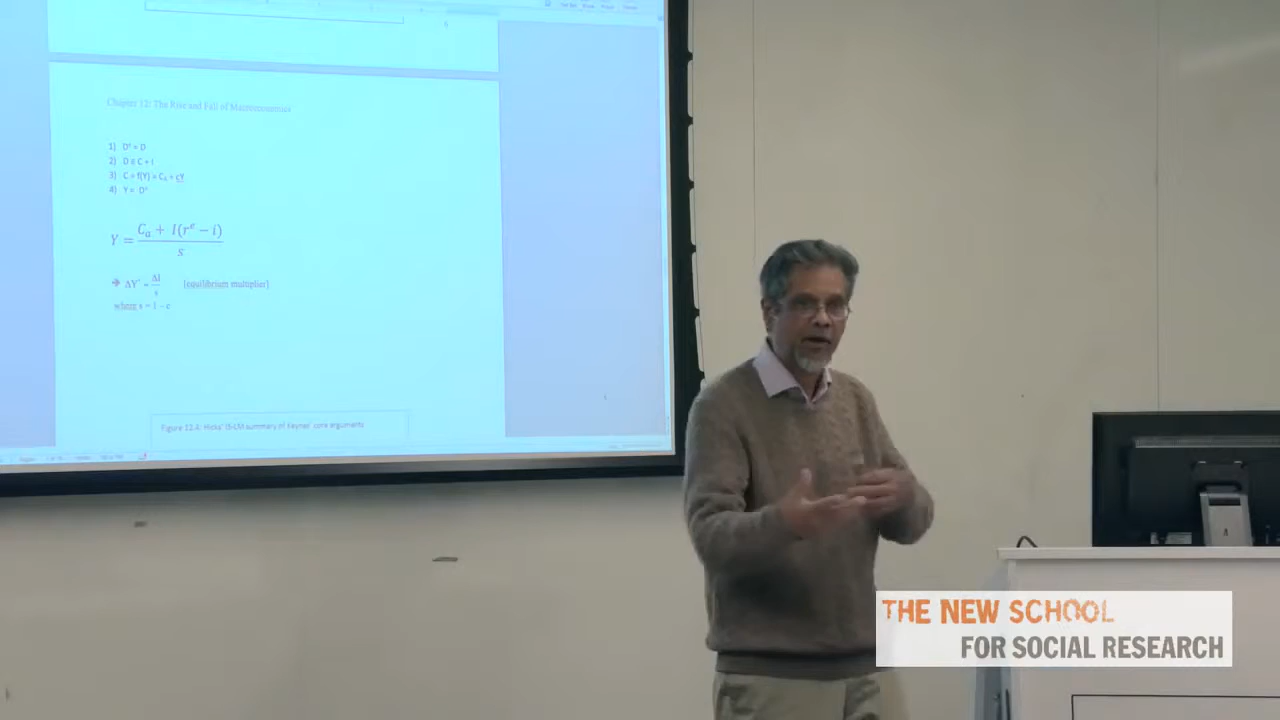 Chapter 12: The Rise and Fall of Macroeconomics
1) Dᵉ = D
2) D ≡ C + I
3) C = f(Y) = Cₐ + cY
4) Y = Dᵉ
Y = (Cₐ + I(rᵉ − i)) / s
➔ ΔY* = ΔI / s [equilibrium multiplier]
where s = 1 − c
Figure 12.4: Hicks' IS-LM summary of Keynes' core arguments
THE NEW SCHOOL
FOR SOCIAL RESEARCH